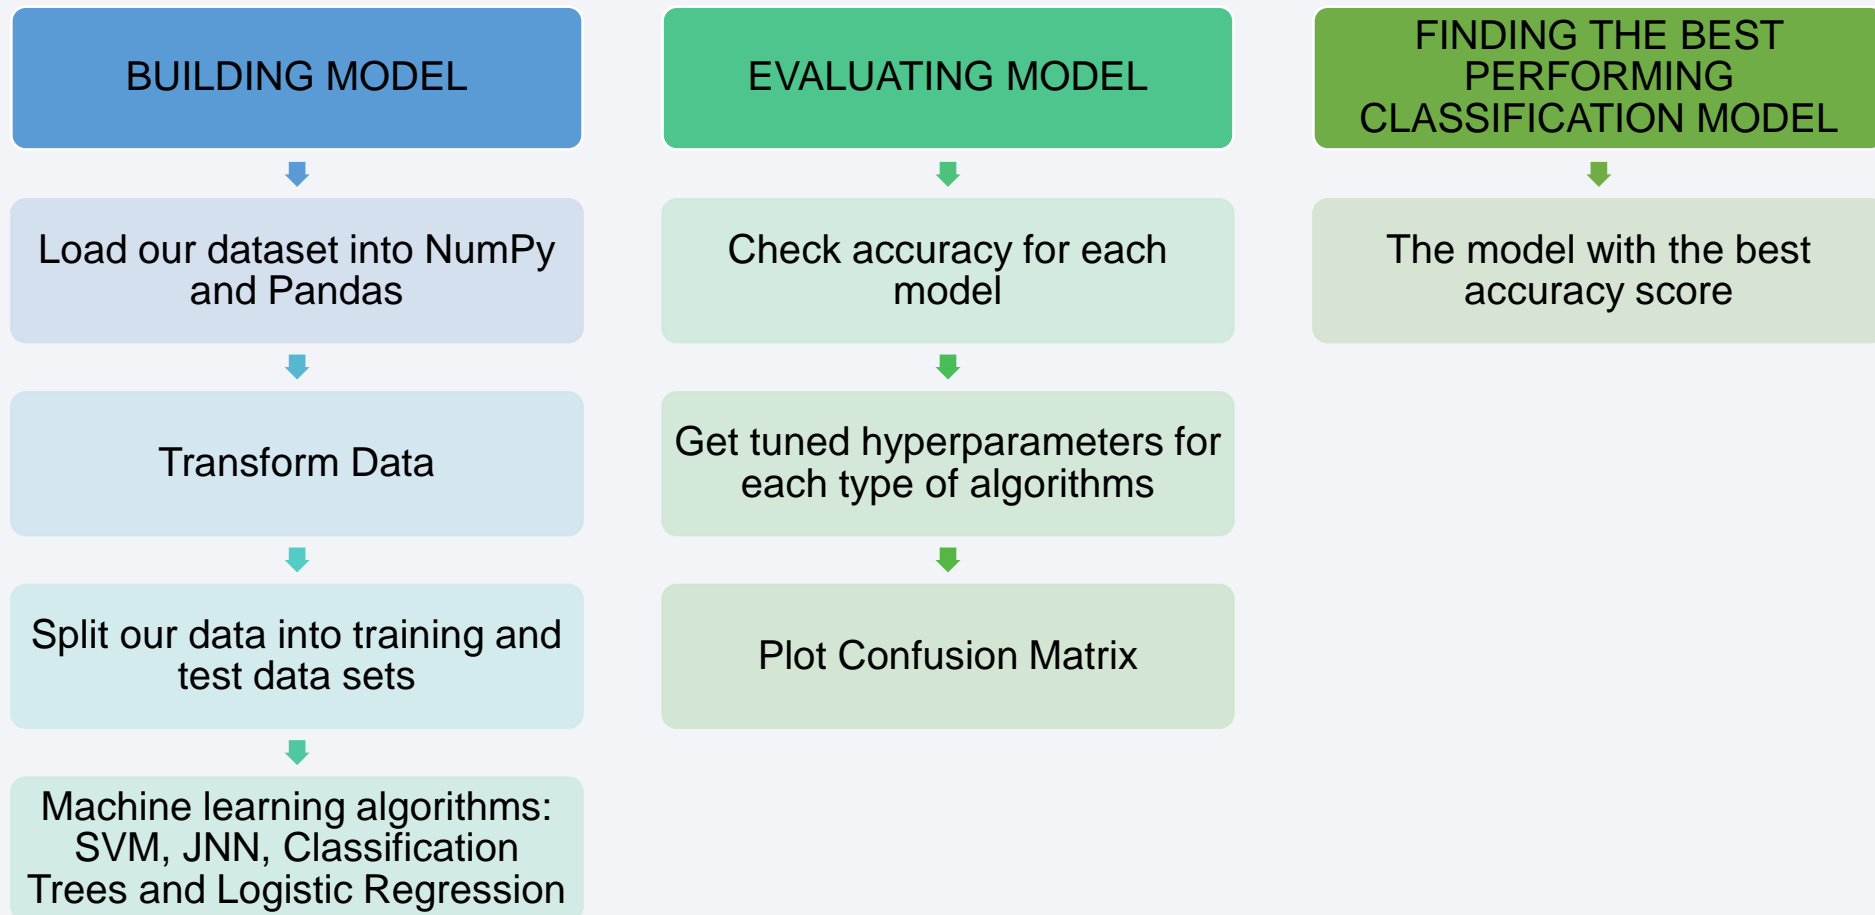 BUILDING MODEL
Load our dataset into NumPy
and Pandas
Transform Data
Split our data into training and
test data sets
Machine learning algorithms:
SVM, JNN, Classification
Trees and Logistic Regression
EVALUATING MODEL
Check accuracy for each
model
Get tuned hyperparameters for
each type of algorithms
Plot Confusion Matrix
FINDING THE BEST
PERFORMING
CLASSIFICATION MODEL
The model with the best
accuracy score